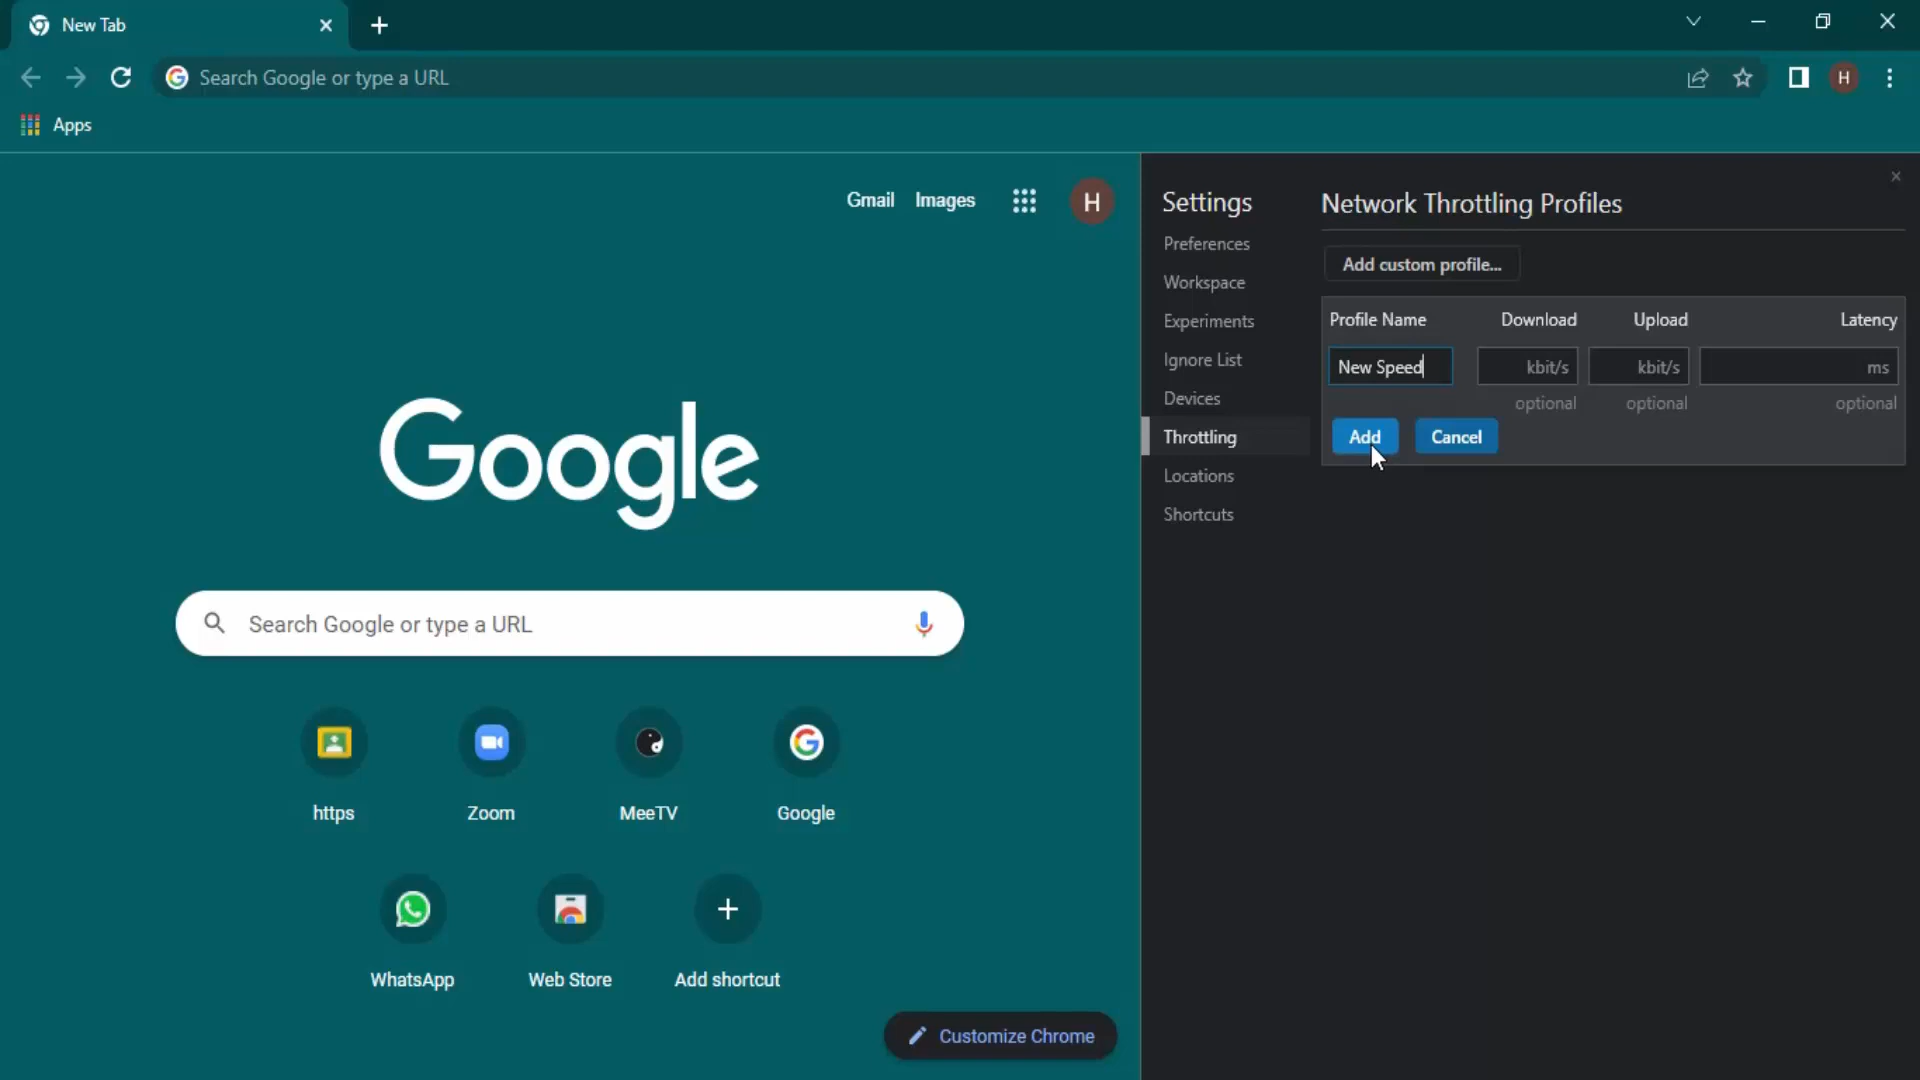 New Tab
Search Google or type a URL
H
Apps
Gmail Images
H
Google
Search Google or type a URL
https Zoom MeeTV Google
WhatsApp Web Store Add shortcut
Customize Chrome
Settings
Preferences
Workspace
Experiments
Ignore List
Devices
Throttling
Locations
Shortcuts
Network Throttling Profiles
Add custom profile...
Profile Name Download Upload Latency
New Speed kbit/s kbit/s ms
optional optional optional
Add Cancel